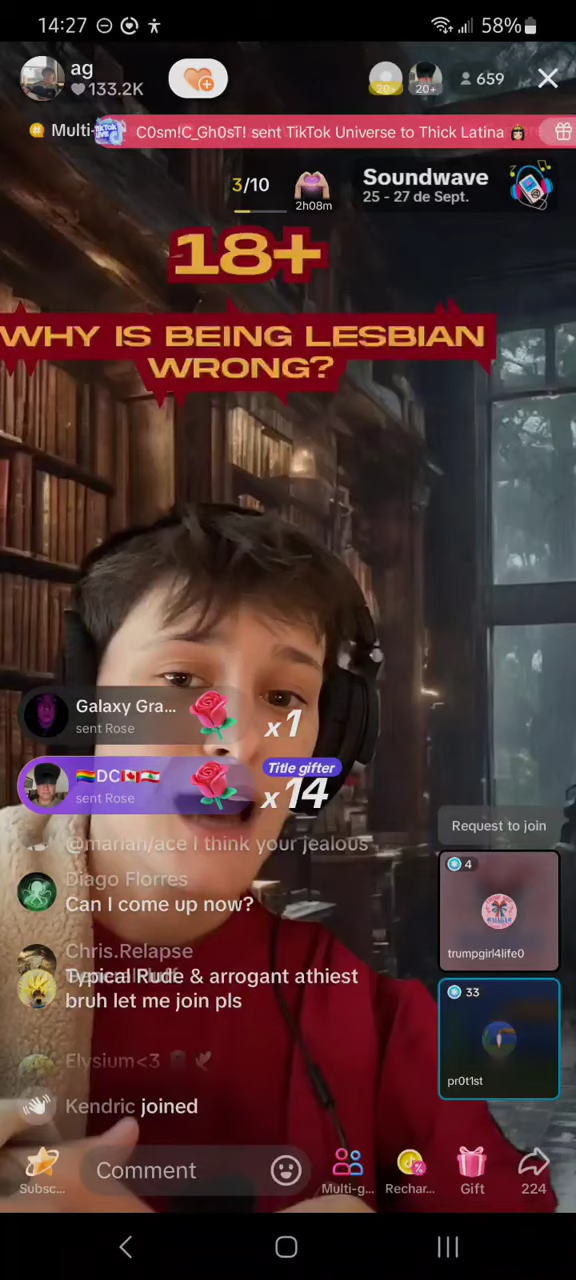 14:27
58%
ag
133.2K
20+
20+
659
Multi-
C0sm!C_Gh0sT! sent TikTok Universe to Thick Latina
3/10
2h08m
Soundwave
25 - 27 de Sept.
18+
WHY IS BEING LESBIAN
WRONG?
Galaxy Gra...
sent Rose
x1
Title gifter
DC
sent Rose
x14
@mariah/ace I think your jealous
Diago Florres
Can I come up now?
Chris.Relapse
Typical Rude & arrogant athiest
bruh let me join pls
Elysium<3
Kendric joined
Request to join
4
trumpgirl4life0
33
pr0t1st
Comment
Subsc...
Multi-g...
Rechar...
Gift
224